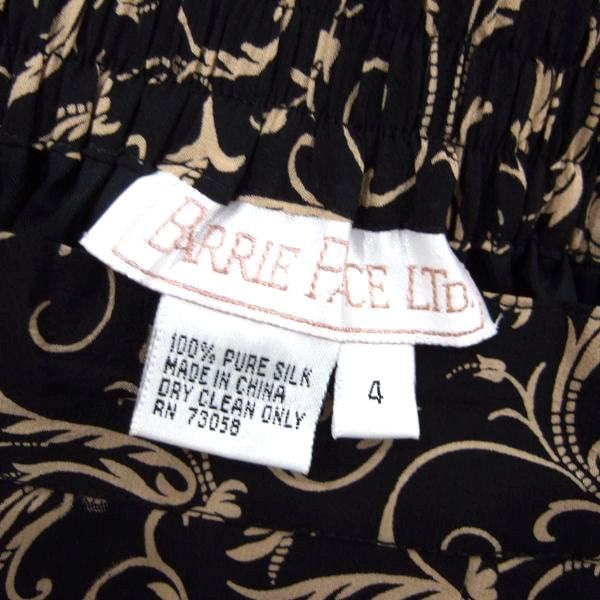 BARRIE PACE LTD.
100% PURE SILK
MADE IN CHINA
DRY CLEAN ONLY
RN 73058
4